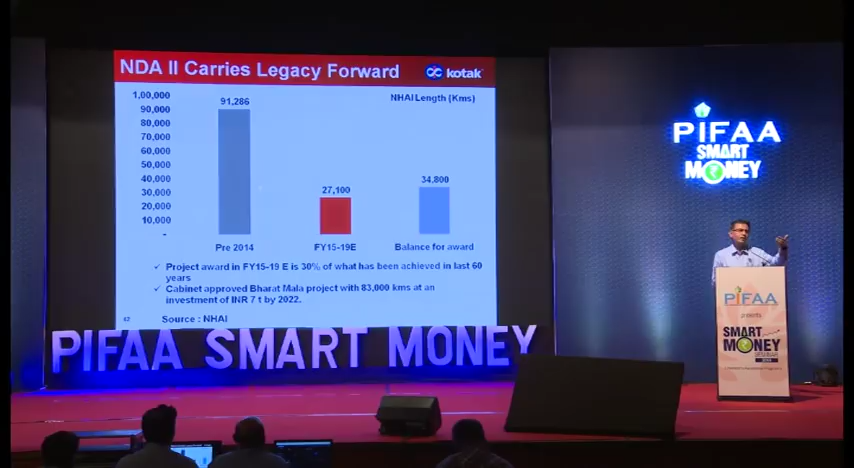 NDA II Carries Legacy Forward
kotak
NHAI Length (Kms)
1,00,000
90,000
80,000
70,000
60,000
50,000
40,000
30,000
20,000
10,000
-
91,286
27,100
34,800
Pre 2014
FY15-19E
Balance for award
✓ Project award in FY15-19 E is 30% of what has been achieved in last 60
years
✓ Cabinet approved Bharat Mala project with 83,000 kms at an
investment of INR 7 t by 2022.
Source : NHAI
PIFAA
SMART
MONEY
PIFAA SMART MONEY
PIFAA
SMART
MONEY